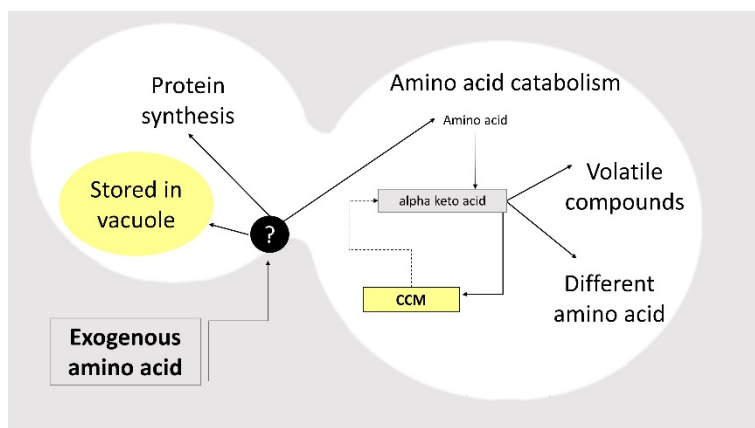 Protein
synthesis
Stored in
vacuole
?
Exogenous
amino acid
Amino acid catabolism
Amino acid
alpha keto acid
Volatile
compounds
CCM
Different
amino acid